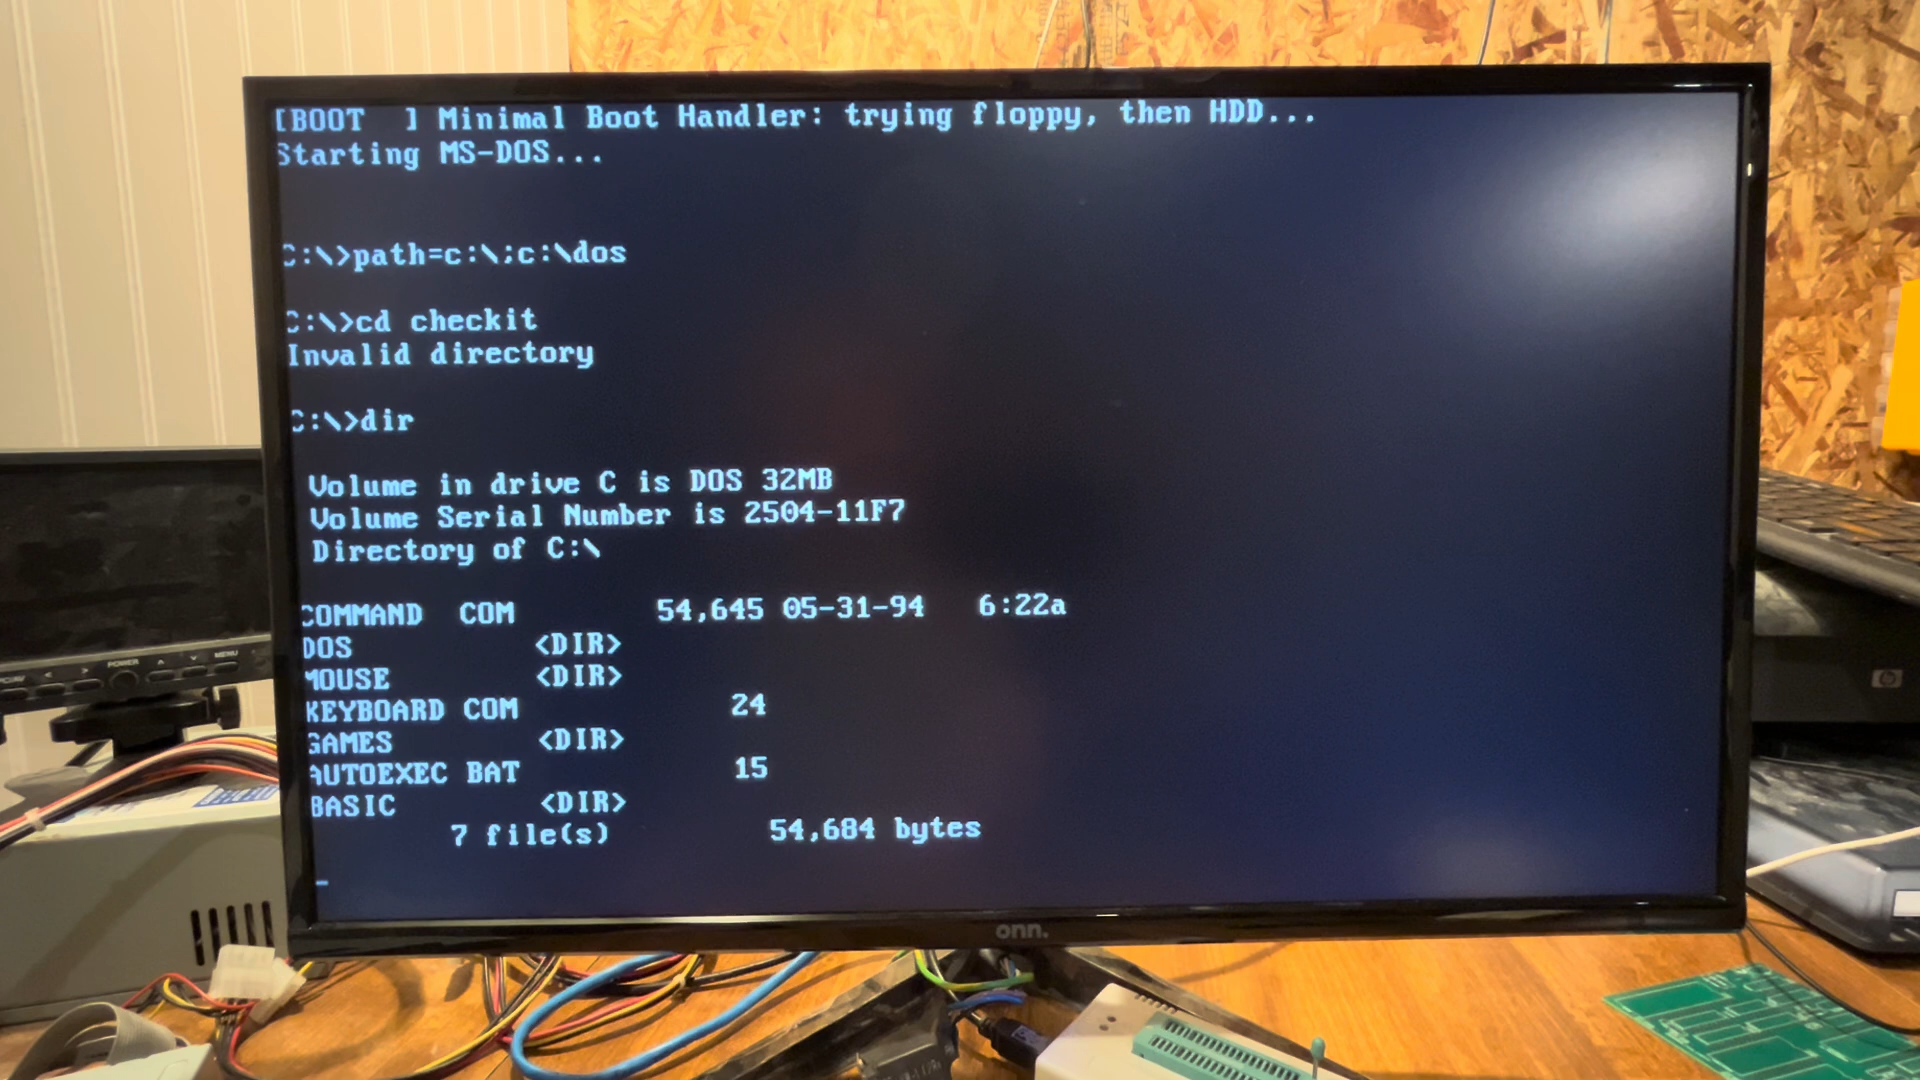 [BOOT  ] Minimal Boot Handler: trying floppy, then HDD...
Starting MS-DOS...
C:\>path=c:\;c:\dos
C:\>cd checkit
Invalid directory
C:\>dir
Volume in drive C is DOS 32MB
Volume Serial Number is 2504-11F7
Directory of C:\
COMMAND  COM        54,645 05-31-94   6:22a
DOS          <DIR>
MOUSE        <DIR>
KEYBOARD COM            24
GAMES        <DIR>
AUTOEXEC BAT            15
BASIC        <DIR>
7 file(s)         54,684 bytes
_
onn.
POWER
MENU
hp